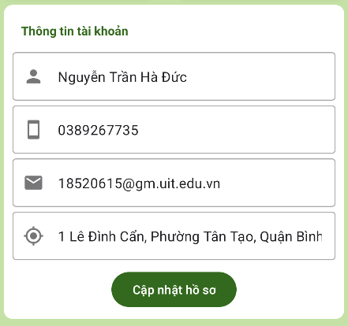 Thông tin tài khoản
Nguyễn Trần Hà Đức
0389267735
18520615@gm.uit.edu.vn
1 Lê Đình Cẩn, Phường Tân Tạo, Quận Bình
Cập nhật hồ sơ